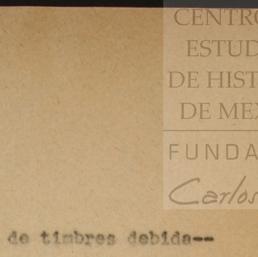 CENTRO
ESTUD
DE HIST
DE MEX
FUNDA
Carlos
de timbres debida--